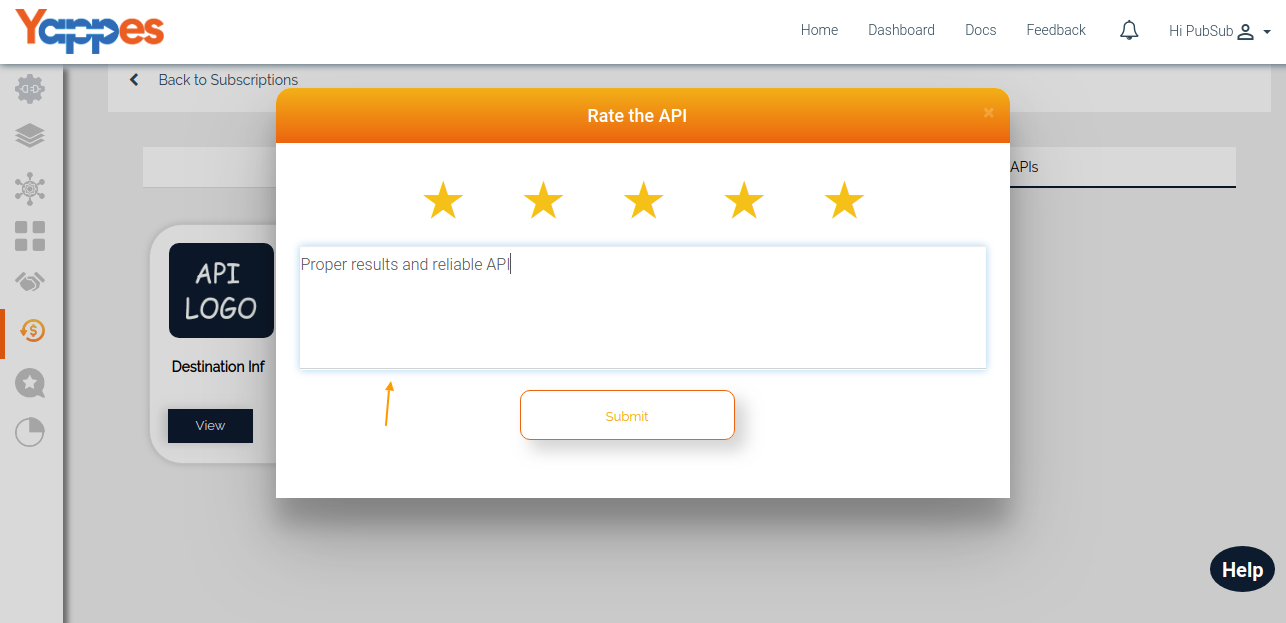 Yappes
Home Dashboard Docs Feedback Hi PubSub
Back to Subscriptions
Rate the API ×
APIs
Proper results and reliable API
API
LOGO
Destination Inf
View
Submit
Help